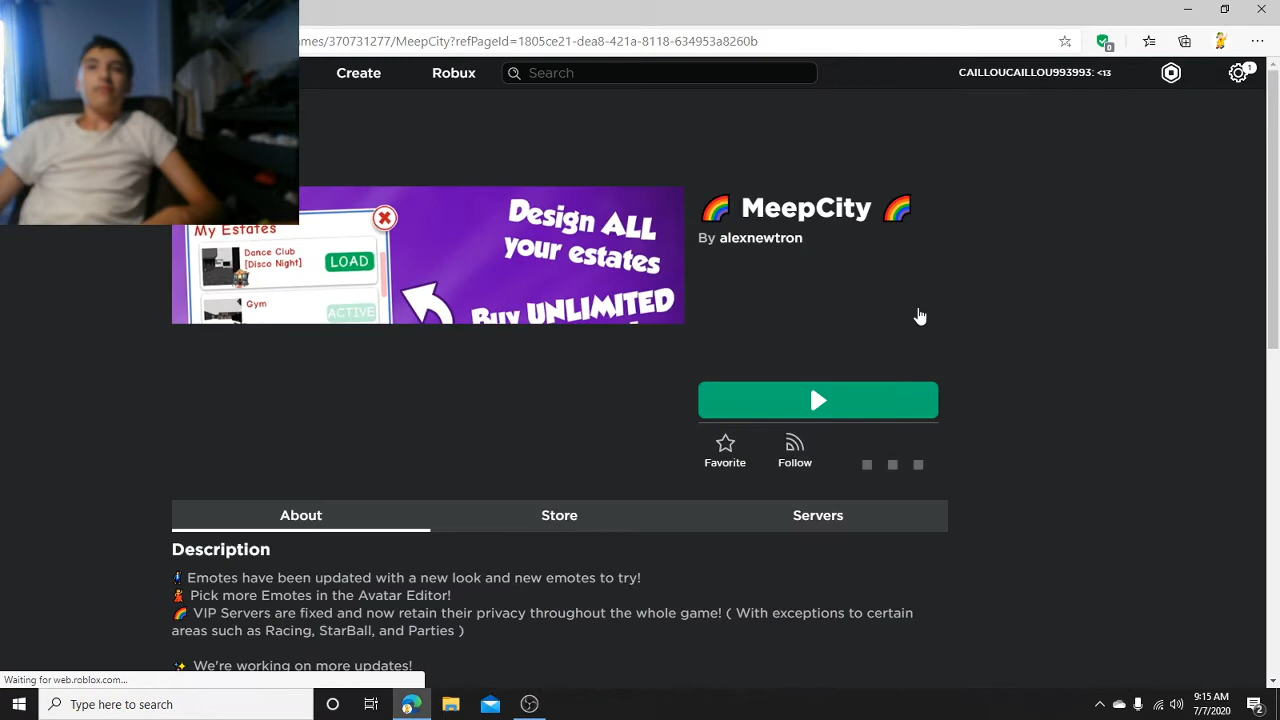 ames/370731277/MeepCity?refPageId=1805ce21-dea8-421a-8118-634953a8260b
0
Create
Robux
Search
CAILLOUCAILLOU993993: <13
1
My Estates
Dance Club
[Disco Night]
LOAD
Gym
ACTIVE
Design ALL
your estates
Buy UNLIMITED
🌈 MeepCity 🌈
By alexnewtron
Favorite
Follow
About
Store
Servers
Description
Emotes have been updated with a new look and new emotes to try!
Pick more Emotes in the Avatar Editor!
🌈 VIP Servers are fixed and now retain their privacy throughout the whole game! ( With exceptions to certain
areas such as Racing, StarBall, and Parties )
✨ We're working on more updates!
Waiting for web.roblox.com...
Type here to search
9:15 AM
7/7/2020
2